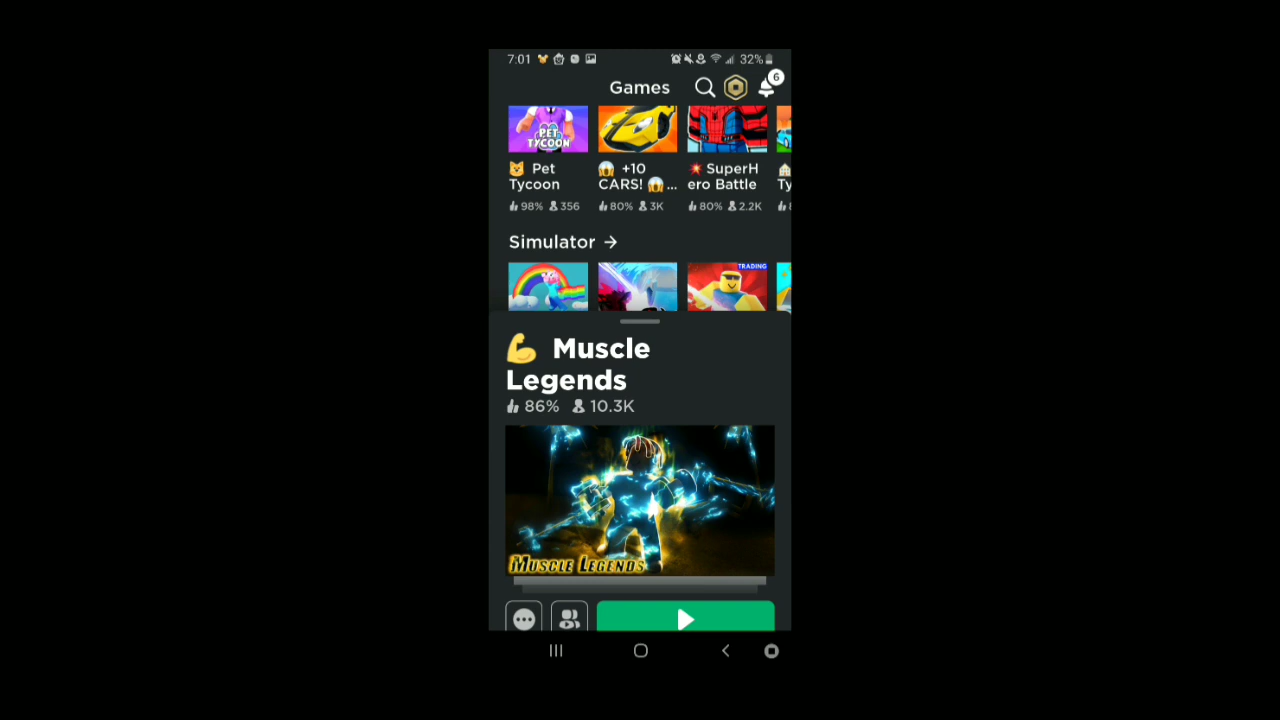 7:01 32%
Games 6
PET
TYCOON
🐱 Pet
Tycoon
98% 356
😱 +10
CARS! 😱...
80% 3K
💥 SuperH
ero Battle
80% 2.2K
Ty
Simulator →
TRADING
💪 Muscle
Legends
86% 10.3K
MUSCLE LEGENDS